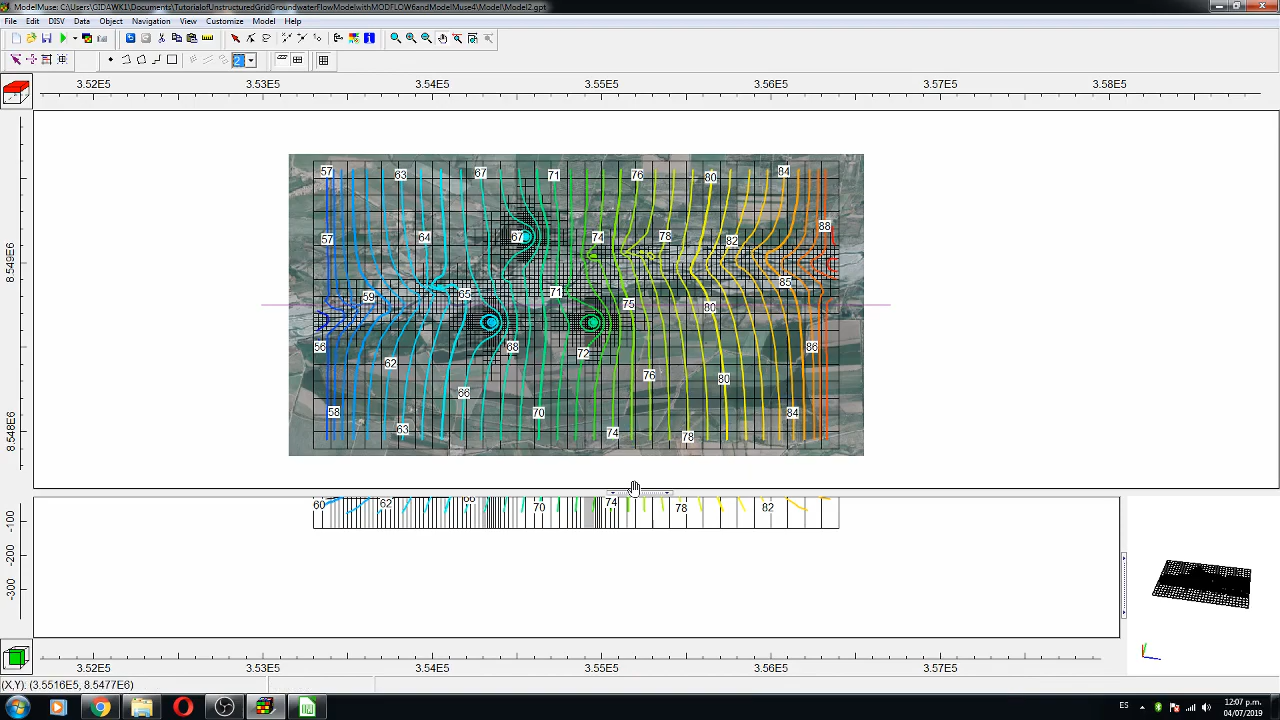 ModelMuse: C:\Users\GIDAWK1\Documents\TutorialofUnstructuredGridGroundwaterFlowModelwithMODFLOW6andModelMuse4\Model\Model2.gpt
File Edit DISV Data Object Navigation View Customize Model Help
2
3.52E5 3.53E5 3.54E5 3.55E5 3.56E5 3.57E5 3.58E5
8.549E6
8.548E6
57 63 67 71 76 80 84
88
57 64 67 74 78 82
85
59 65 71 75 80
56 68 72 86
62 76 80
66
58 70 84
63 74 78
60 62 66 70 74 78 82
-100
-200
-300
3.52E5 3.53E5 3.54E5 3.55E5 3.56E5 3.57E5
(X,Y): (3.5516E5, 8.5477E6)
ES 12:07 p.m.
04/07/2019